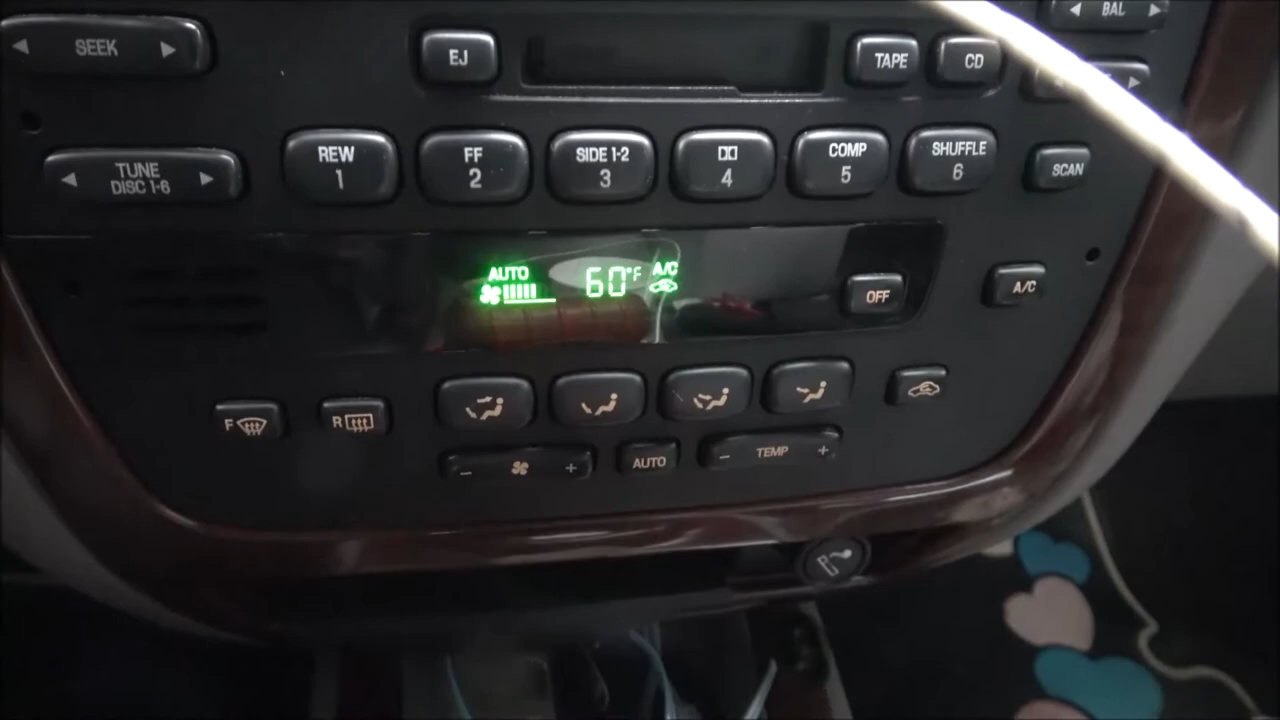 BAL
SEEK
EJ
TAPE
CD
TUNE
DISC 1-6
REW
1
FF
2
SIDE 1-2
3
4
COMP
5
SHUFFLE
6
SCAN
AUTO
60°F
A/C
OFF
A/C
F
R
- +
AUTO
- TEMP +